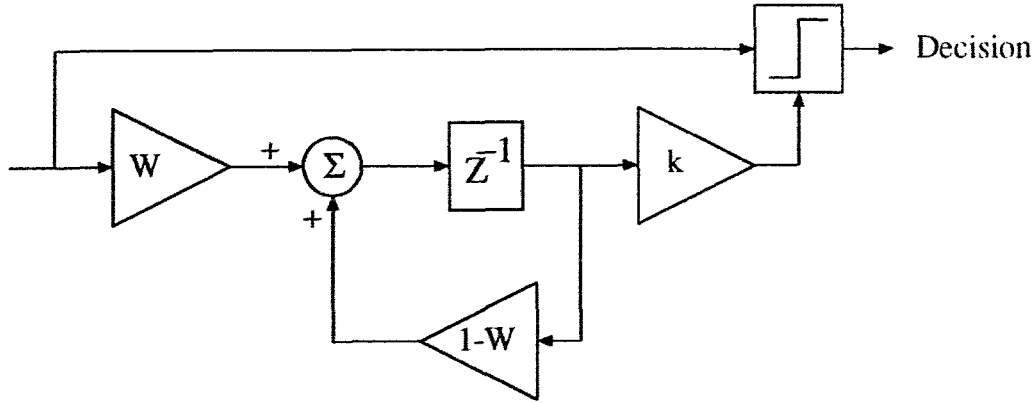 Decision
W
+
Σ
+
Z⁻¹
k
1-W